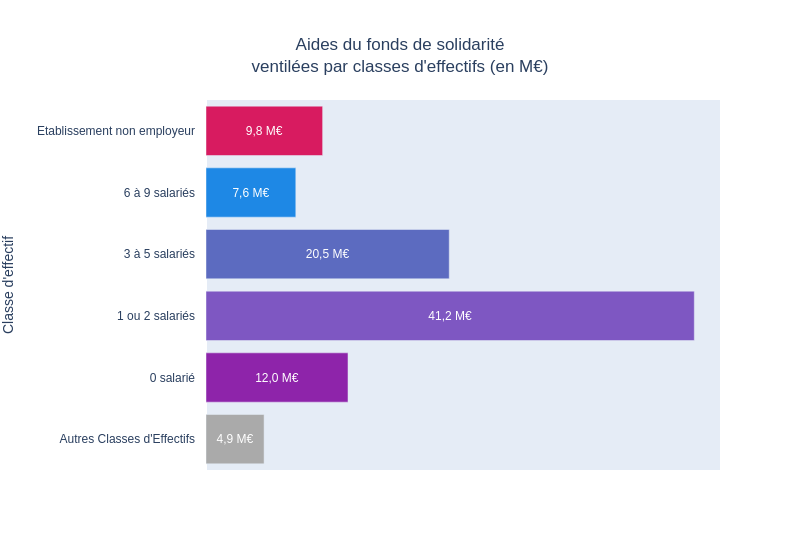 Aides du fonds de solidarité
ventilées par classes d'effectifs (en M€)
Classe d'effectif
Etablissement non employeur
9,8 M€
6 à 9 salariés
7,6 M€
3 à 5 salariés
20,5 M€
1 ou 2 salariés
41,2 M€
0 salarié
12,0 M€
Autres Classes d'Effectifs
4,9 M€